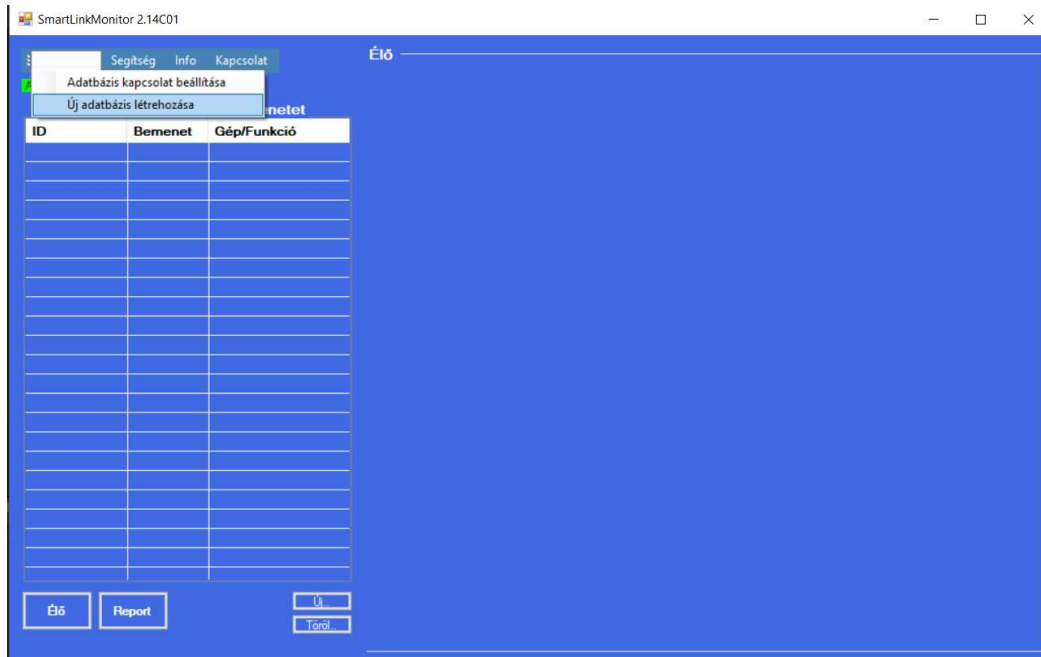 SmartLinkMonitor 2.14C01
Segítség Info Kapcsolat
Élő
Adatbázis kapcsolat beállítása
Új adatbázis létrehozása
enetet
ID Bemenet Gép/Funkció
Élő Report
Új...
Töröl...